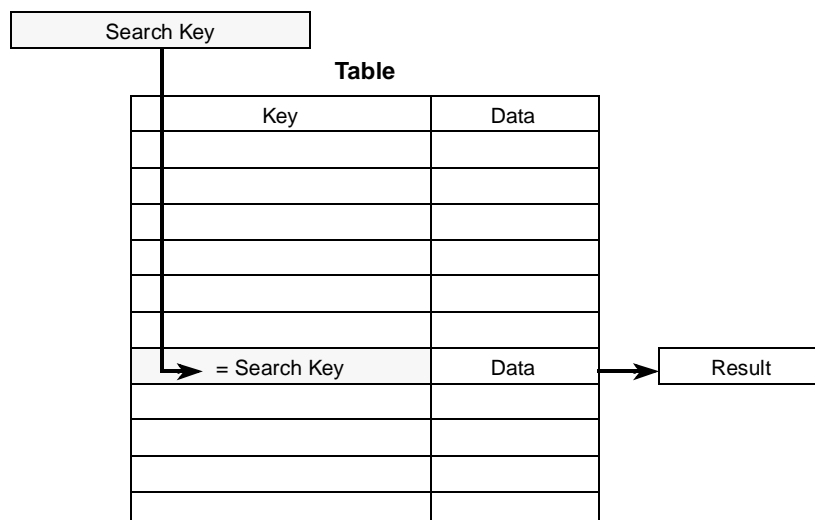 Search Key
Table
Key Data
= Search Key Data Result